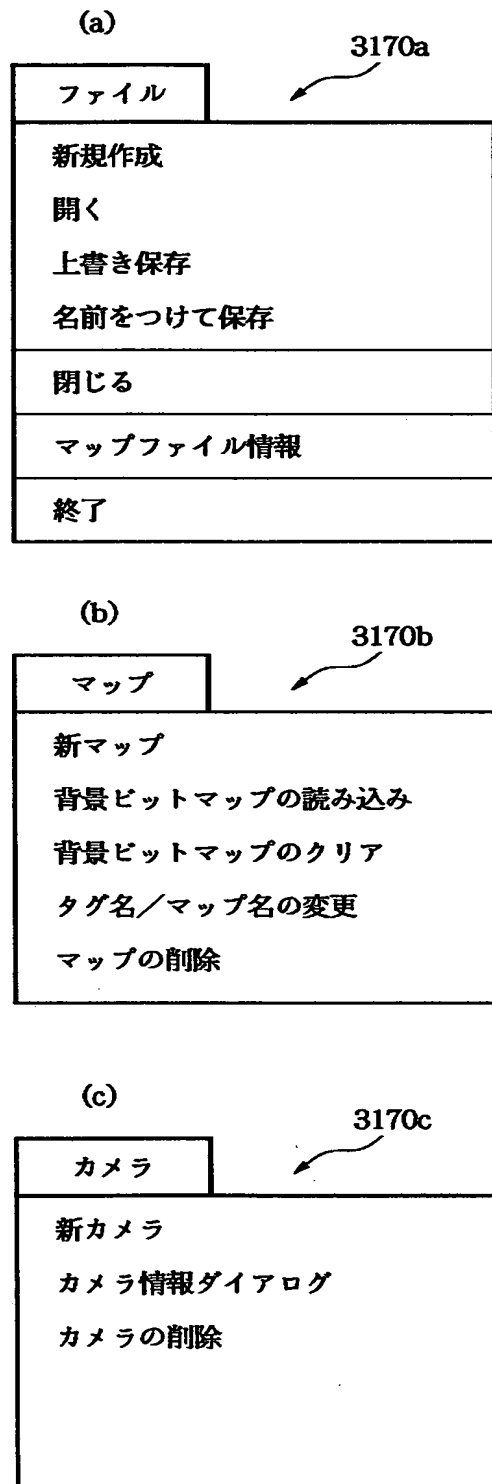 (a)
3170a
ファイル
新規作成
開く
上書き保存
名前をつけて保存
閉じる
マップファイル情報
終了
(b)
3170b
マップ
新マップ
背景ビットマップの読み込み
背景ビットマップのクリア
タグ名／マップ名の変更
マップの削除
(c)
3170c
カメラ
新カメラ
カメラ情報ダイアログ
カメラの削除